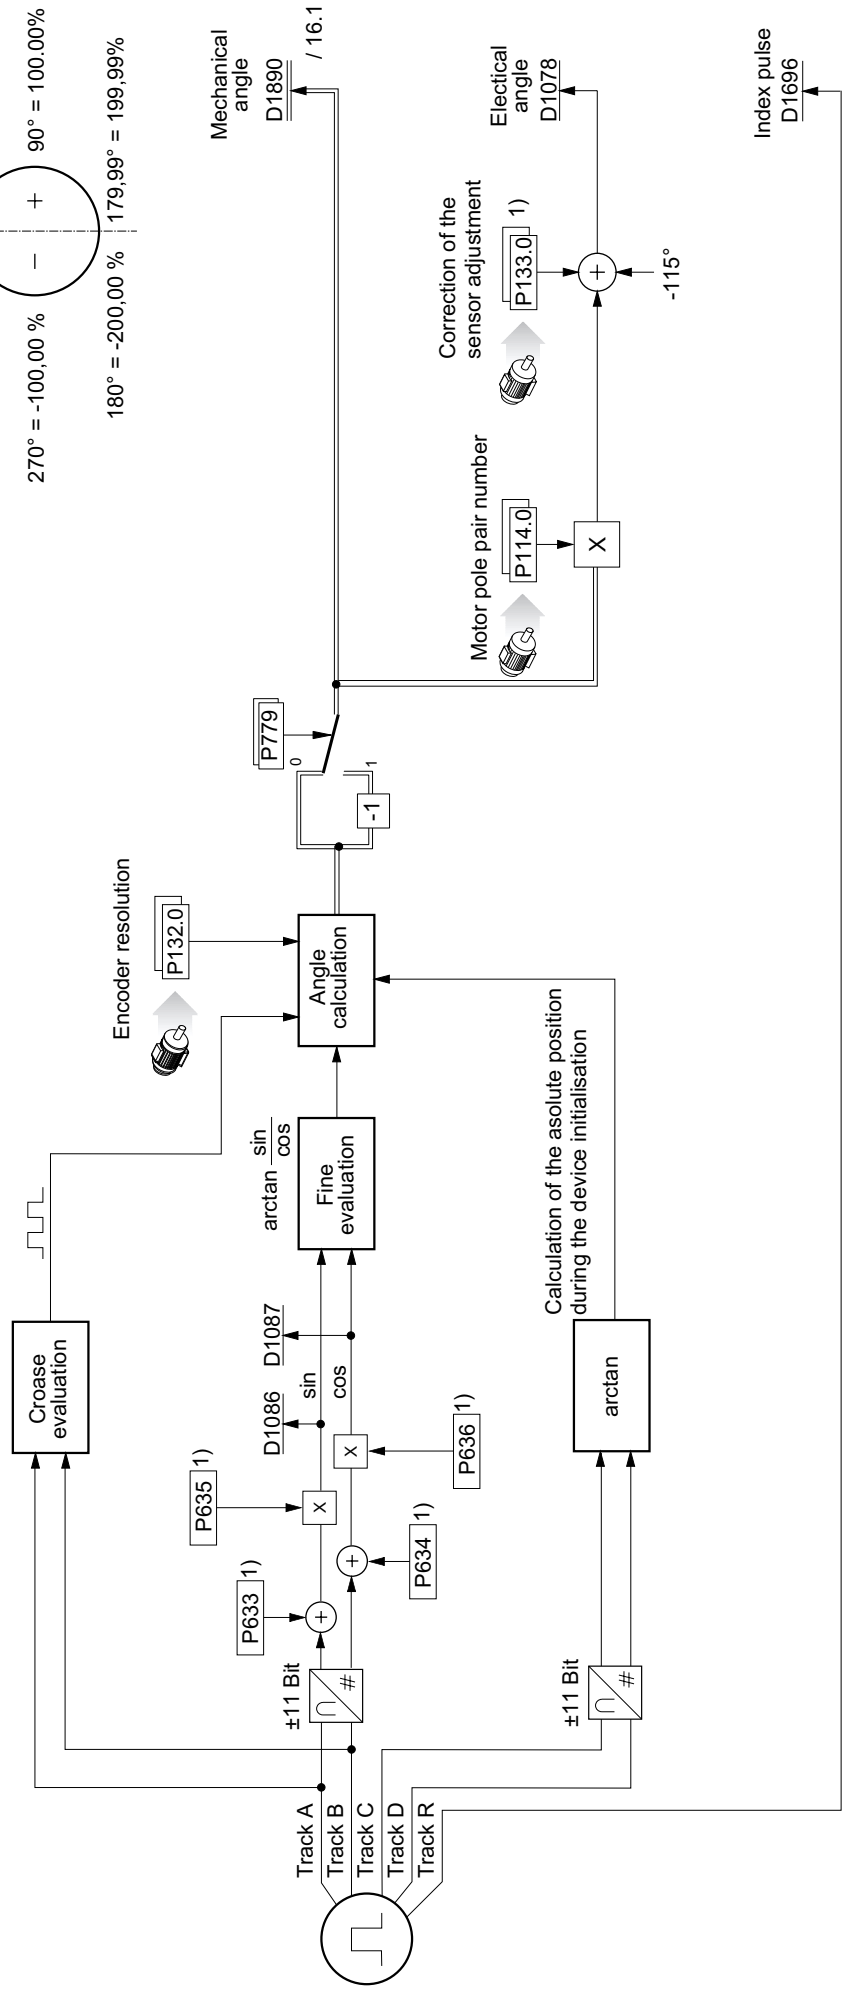 270° = -100,00 %
90° = 100.00%
180° = -200,00 %
179,99° = 199,99%
Croase
evaluation
Encoder resolution
P132.0
Mechanical
angle
D1890
/ 16.1
P635 1)
P633 1)
±11 Bit
∩
#
Track A
Track B
Track C
Track D
Track R
+
X
+
X
D1086
D1087
sin
cos
P634 1)
P636 1)
arctan
sin
cos
Fine
evaluation
Angle
calculation
P779
0
1
-1
Motor pole pair number
P114.0
X
Correction of the
sensor adjustment
P133.0 1)
+
-115°
Electical
angle
D1078
±11 Bit
∩
#
arctan
Calculation of the asolute position
during the device initialisation
Index pulse
D1696
− +